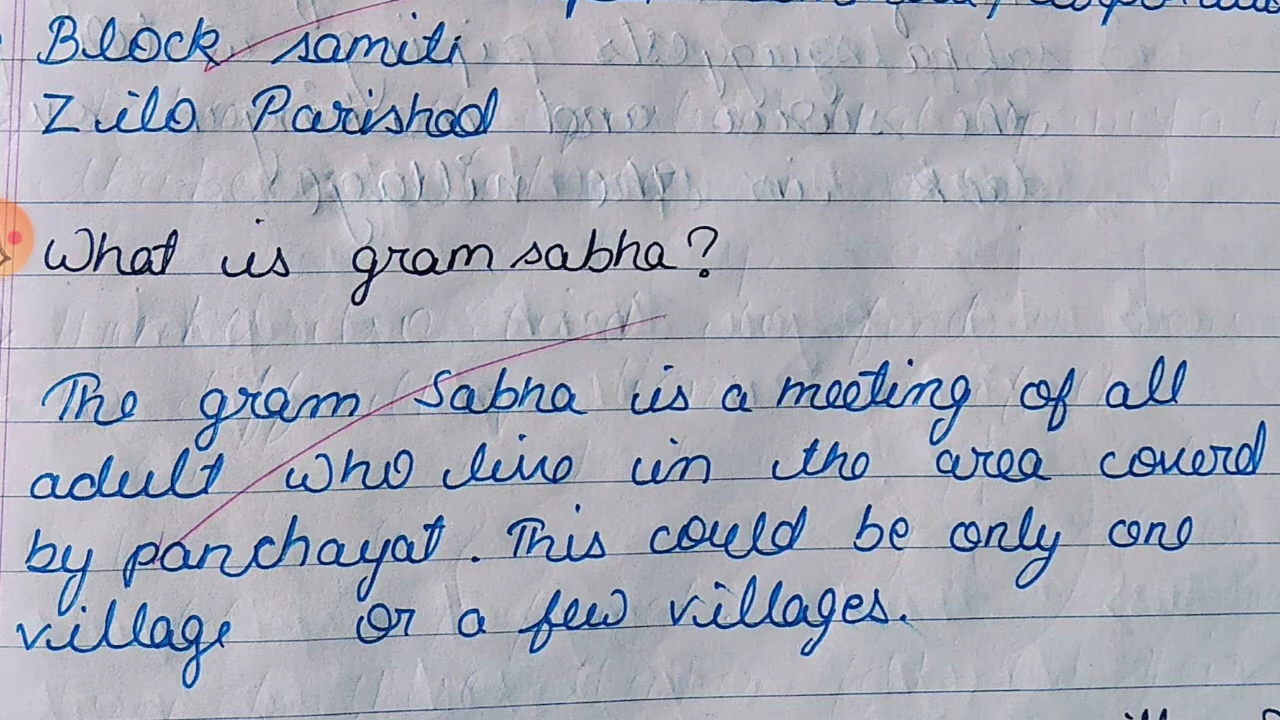 Block samiti
Zila Parishad
What is gram sabha?
The gram Sabha is a meeting of all
adult who live in the area coverd
by panchayat. This could be only one
village or a few villages.